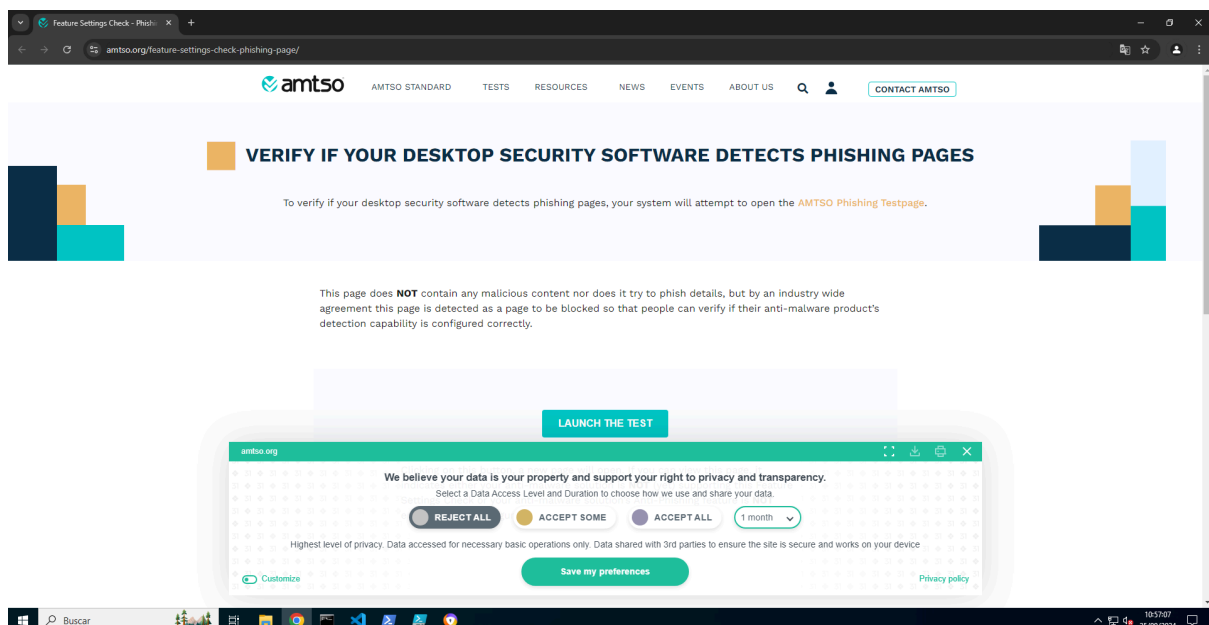 Feature Settings Check - Phishi
amtso.org/feature-settings-check-phishing-page/
amtso
AMTSO STANDARD
TESTS
RESOURCES
NEWS
EVENTS
ABOUT US
CONTACT AMTSO
VERIFY IF YOUR DESKTOP SECURITY SOFTWARE DETECTS PHISHING PAGES
To verify if your desktop security software detects phishing pages, your system will attempt to open the AMTSO Phishing Testpage.
This page does NOT contain any malicious content nor does it try to phish details, but by an industry wide
agreement this page is detected as a page to be blocked so that people can verify if their anti-malware product's
detection capability is configured correctly.
LAUNCH THE TEST
amtso.org
We believe your data is your property and support your right to privacy and transparency.
Select a Data Access Level and Duration to choose how we use and share your data.
REJECT ALL
ACCEPT SOME
ACCEPT ALL
1 month
Highest level of privacy. Data accessed for necessary basic operations only. Data shared with 3rd parties to ensure the site is secure and works on your device
Customize
Save my preferences
Privacy policy
Buscar
10:57:07